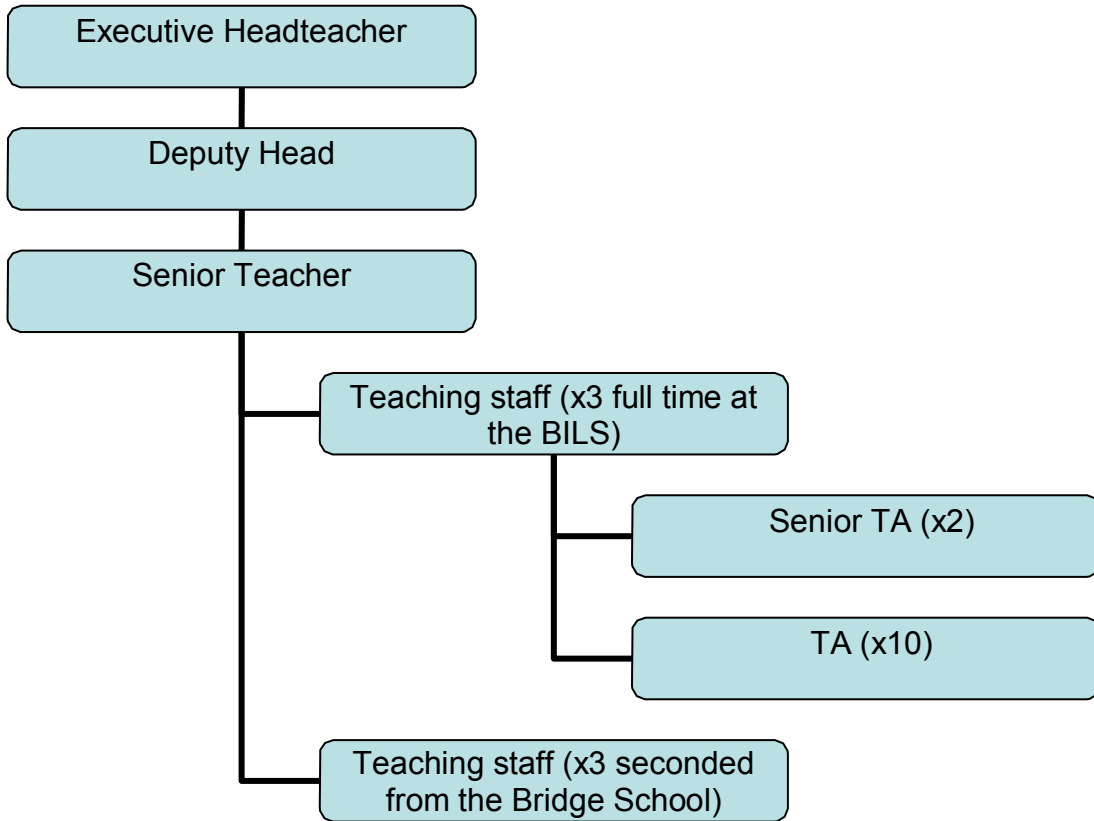 Executive Headteacher
Deputy Head
Senior Teacher
Teaching staff (x3 full time at
the BILS)
Senior TA (x2)
TA (x10)
Teaching staff (x3 seconded
from the Bridge School)